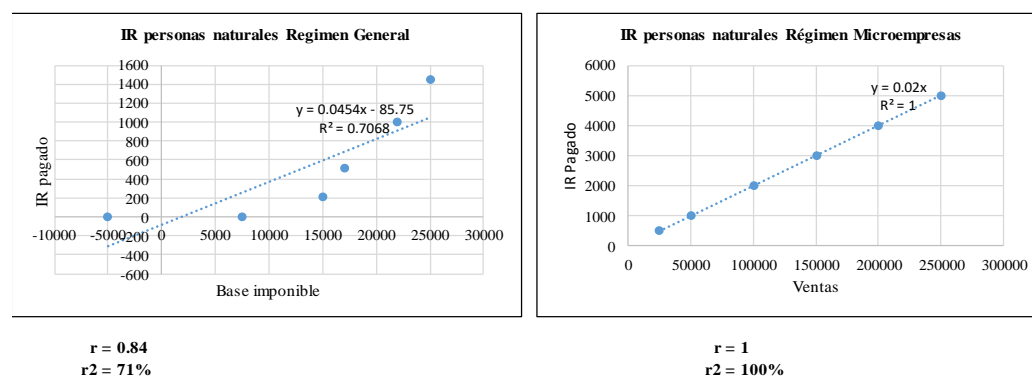 IR personas naturales Regimen General
1600
1400
1200
1000
800
600
400
200
0
-200
-400
-600
-10000 -5000 0 5000 10000 15000 20000 25000 30000
y = 0.0454x - 85.75
R² = 0.7068
IR pagado
Base imponible
r = 0.84
r2 = 71%
IR personas naturales Régimen Microempresas
6000
5000
4000
3000
2000
1000
0
0 50000 100000 150000 200000 250000 300000
y = 0.02x
R² = 1
IR Pagado
Ventas
r = 1
r2 = 100%